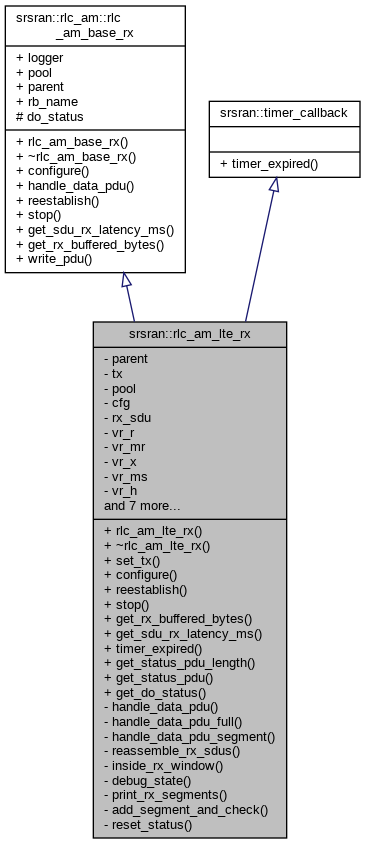 srsran::rlc_am::rlc
_am_base_rx
+ logger
+ pool
+ parent
+ rb_name
# do_status
+ rlc_am_base_rx()
+ ~rlc_am_base_rx()
+ configure()
+ handle_data_pdu()
+ reestablish()
+ stop()
+ get_sdu_rx_latency_ms()
+ get_rx_buffered_bytes()
+ write_pdu()
srsran::timer_callback
+ timer_expired()
srsran::rlc_am_lte_rx
- parent
- tx
- pool
- cfg
- rx_sdu
- vr_r
- vr_mr
- vr_x
- vr_ms
- vr_h
and 7 more...
+ rlc_am_lte_rx()
+ ~rlc_am_lte_rx()
+ set_tx()
+ configure()
+ reestablish()
+ stop()
+ get_rx_buffered_bytes()
+ get_sdu_rx_latency_ms()
+ timer_expired()
+ get_status_pdu_length()
+ get_status_pdu()
+ get_do_status()
- handle_data_pdu()
- handle_data_pdu_full()
- handle_data_pdu_segment()
- reassemble_rx_sdus()
- inside_rx_window()
- debug_state()
- print_rx_segments()
- add_segment_and_check()
- reset_status()